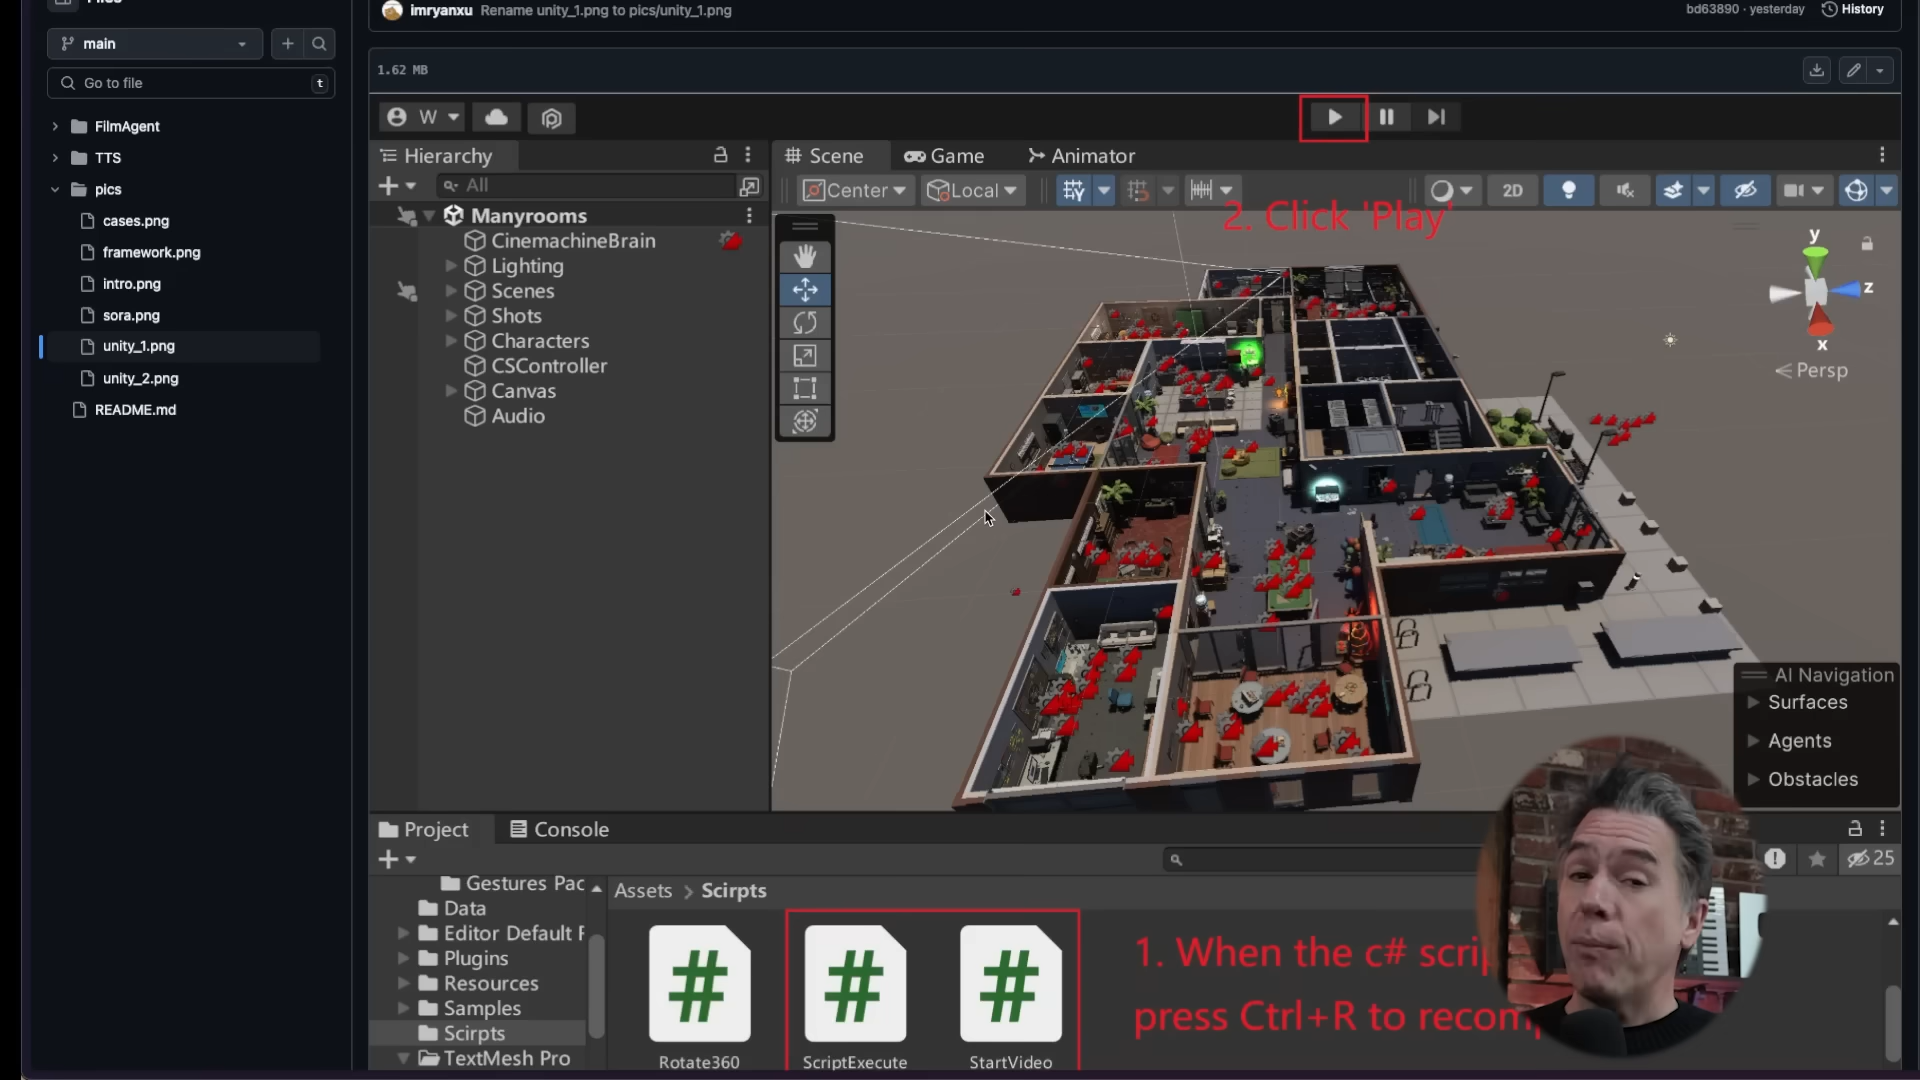 imryanxu Rename unity_1.png to pics/unity_1.png
bd63890 · yesterday
History
main
Go to file
t
1.62 MB
FilmAgent
TTS
pics
cases.png
framework.png
intro.png
sora.png
unity_1.png
unity_2.png
README.md
W
Hierarchy
All
Manyrooms
CinemachineBrain
Lighting
Scenes
Shots
Characters
CSController
Canvas
Audio
Scene
Game
Animator
Center
Local
2D
2. Click 'Play'
y
z
x
Persp
AI Navigation
Surfaces
Agents
Obstacles
Project
Console
25
Gestures Pac
Data
Editor Default F
Plugins
Resources
Samples
Scirpts
TextMesh Pro
Assets > Scirpts
#
#
#
Rotate360
ScriptExecute
StartVideo
1. When the c# scrip
press Ctrl+R to recom